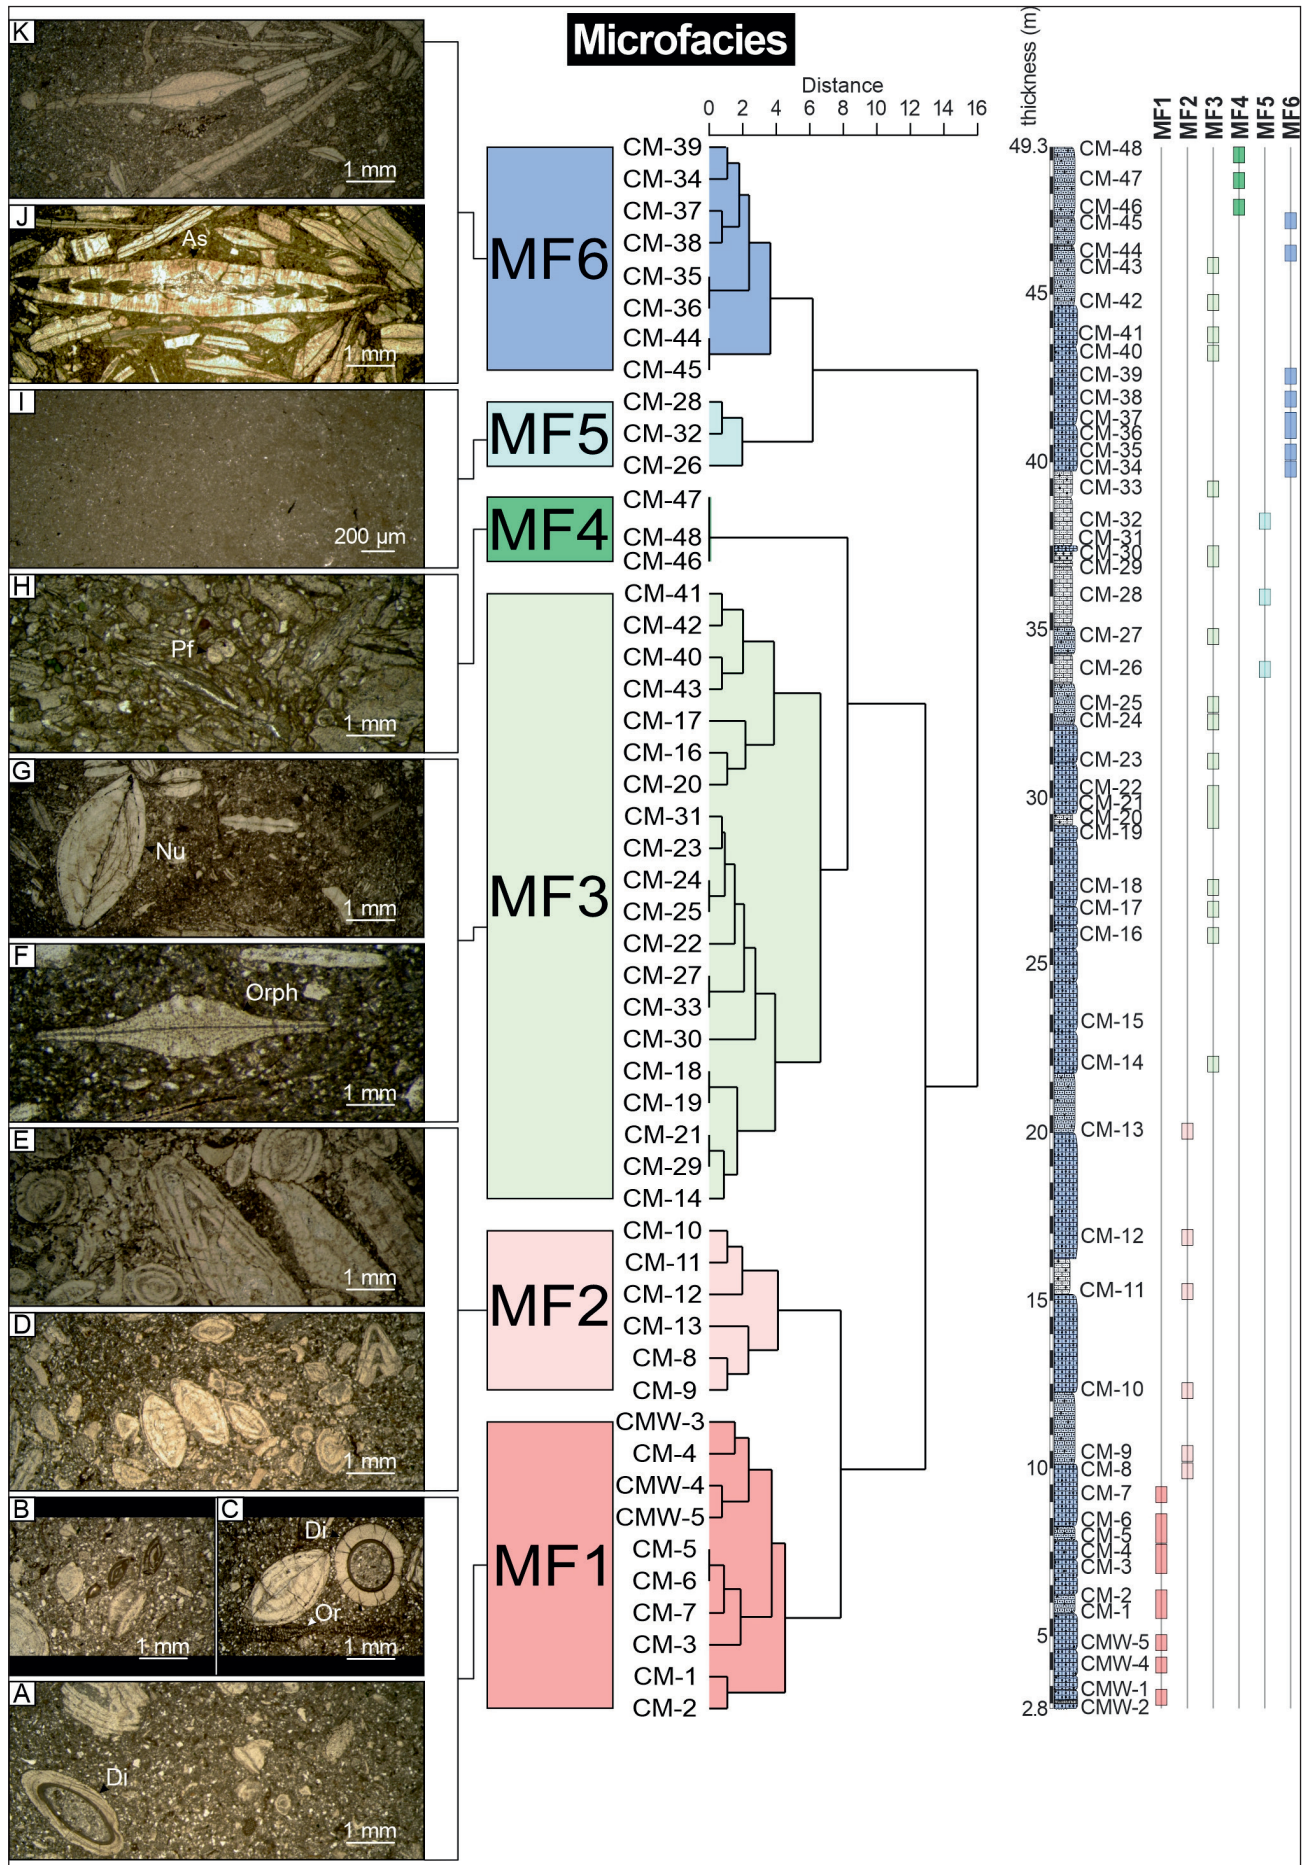 Microfacies
K
1 mm
J
As
1 mm
I
200 µm
H
Pf
1 mm
G
Nu
1 mm
F
Orph
1 mm
E
1 mm
D
1 mm
B
1 mm
C
Di
Or
1 mm
A
Di
1 mm
MF6
MF5
MF4
MF3
MF2
MF1
Distance
0 2 4 6 8 10 12 14 16
CM-39
CM-34
CM-37
CM-38
CM-35
CM-36
CM-44
CM-45
CM-28
CM-32
CM-26
CM-47
CM-48
CM-46
CM-41
CM-42
CM-40
CM-43
CM-17
CM-16
CM-20
CM-31
CM-23
CM-24
CM-25
CM-22
CM-27
CM-33
CM-30
CM-18
CM-19
CM-21
CM-29
CM-14
CM-10
CM-11
CM-12
CM-13
CM-8
CM-9
CMW-3
CM-4
CMW-4
CMW-5
CM-5
CM-6
CM-7
CM-3
CM-1
CM-2
thickness (m)
49.3
45
40
35
30
25
20
15
10
5
2.8
CM-48
CM-47
CM-46
CM-45
CM-44
CM-43
CM-42
CM-41
CM-40
CM-39
CM-38
CM-37
CM-36
CM-35
CM-34
CM-33
CM-32
CM-31
CM-30
CM-29
CM-28
CM-27
CM-26
CM-25
CM-24
CM-23
CM-22
CM-21
CM-20
CM-19
CM-18
CM-17
CM-16
CM-15
CM-14
CM-13
CM-12
CM-11
CM-10
CM-9
CM-8
CM-7
CM-6
CM-5
CM-4
CM-3
CM-2
CM-1
CMW-5
CMW-4
CMW-1
CMW-2
MF1
MF2
MF3
MF4
MF5
MF6